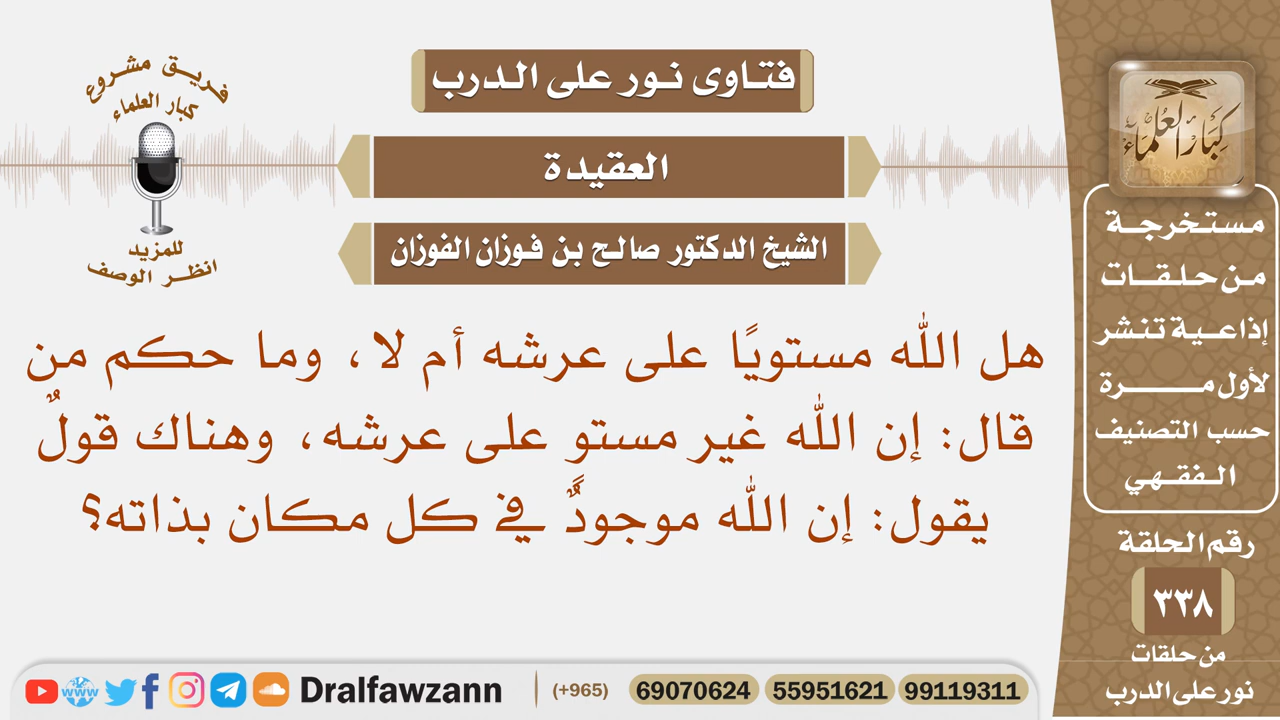 فتاوى نور على الدرب
العقيدة
الشيخ الدكتور صالح بن فوزان الفوزان
فريق مشروع
كبار العلماء
للمزيد
انظر الوصف
هل الله مستويًا على عرشه أم لا، وما حكم من
قال: إن الله غير مستو على عرشه، وهناك قولٌ
يقول: إن الله موجودٌ في كل مكان بذاته؟
كبار العلماء
مستخرجة
من حلقات
إذاعية تنشر
لأول مرة
حسب التصنيف
الفقهي
رقم الحلقة
٣٣٨
من حلقات
نور على الدرب
www
Dralfawzann
(+965)
69070624
55951621
99119311